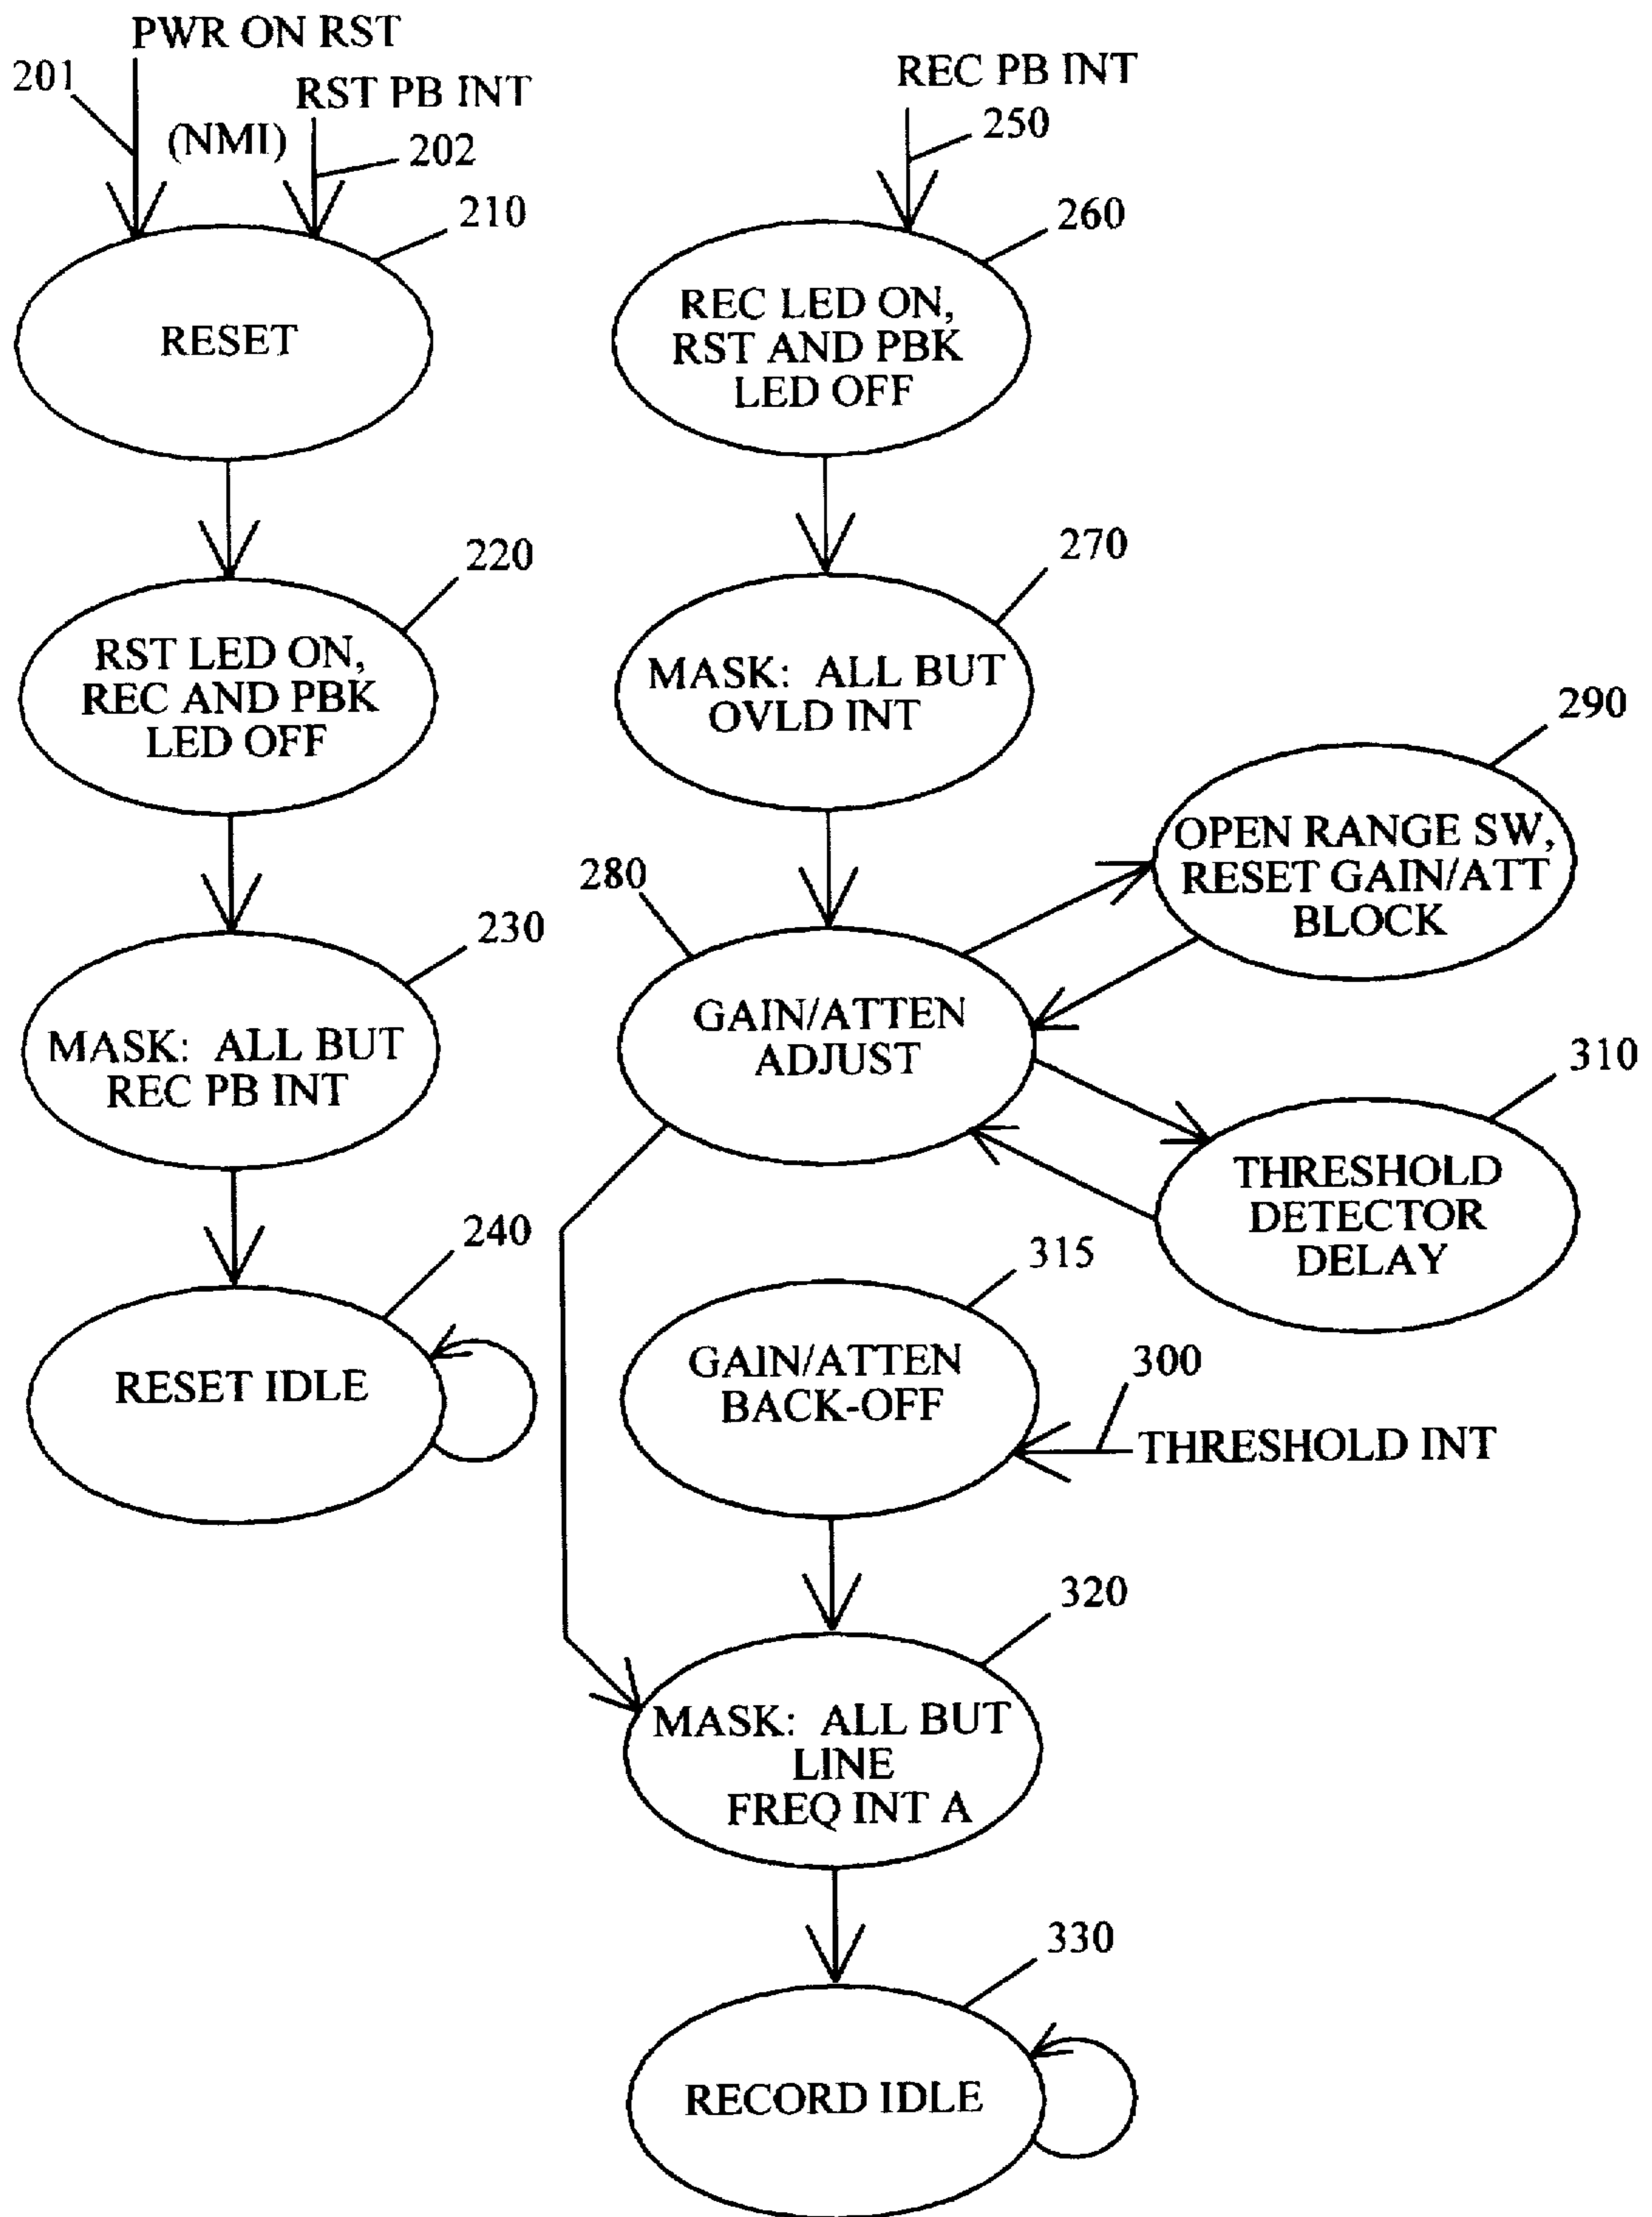 PWR ON RST
201
RST PB INT
(NMI)
202
210
RESET
220
RST LED ON,
REC AND PBK
LED OFF
230
MASK: ALL BUT
REC PB INT
240
RESET IDLE
REC PB INT
250
260
REC LED ON,
RST AND PBK
LED OFF
270
MASK: ALL BUT
OVLD INT
280
GAIN/ATTEN
ADJUST
290
OPEN RANGE SW,
RESET GAIN/ATT
BLOCK
310
THRESHOLD
DETECTOR
DELAY
315
GAIN/ATTEN
BACK-OFF
300
THRESHOLD INT
320
MASK: ALL BUT
LINE
FREQ INT A
330
RECORD IDLE